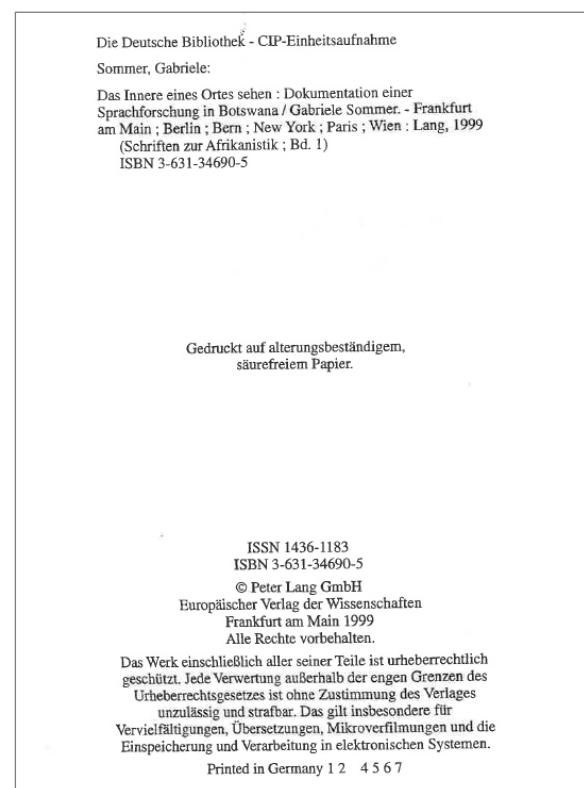 Die Deutsche Bibliothek - CIP-Einheitsaufnahme
Sommer, Gabriele:
Das Innere eines Ortes sehen : Dokumentation einer
Sprachforschung in Botswana / Gabriele Sommer. - Frankfurt
am Main ; Berlin ; Bern ; New York ; Paris ; Wien : Lang, 1999
(Schriften zur Afrikanistik ; Bd. 1)
ISBN 3-631-34690-5
Gedruckt auf alterungsbeständigem,
säurefreiem Papier.
ISSN 1436-1183
ISBN 3-631-34690-5
© Peter Lang GmbH
Europäischer Verlag der Wissenschaften
Frankfurt am Main 1999
Alle Rechte vorbehalten.
Das Werk einschließlich aller seiner Teile ist urheberrechtlich
geschützt. Jede Verwertung außerhalb der engen Grenzen des
Urheberrechtsgesetzes ist ohne Zustimmung des Verlages
unzulässig und strafbar. Das gilt insbesondere für
Vervielfältigungen, Übersetzungen, Mikroverfilmungen und die
Einspeicherung und Verarbeitung in elektronischen Systemen.
Printed in Germany 1 2 4 5 6 7